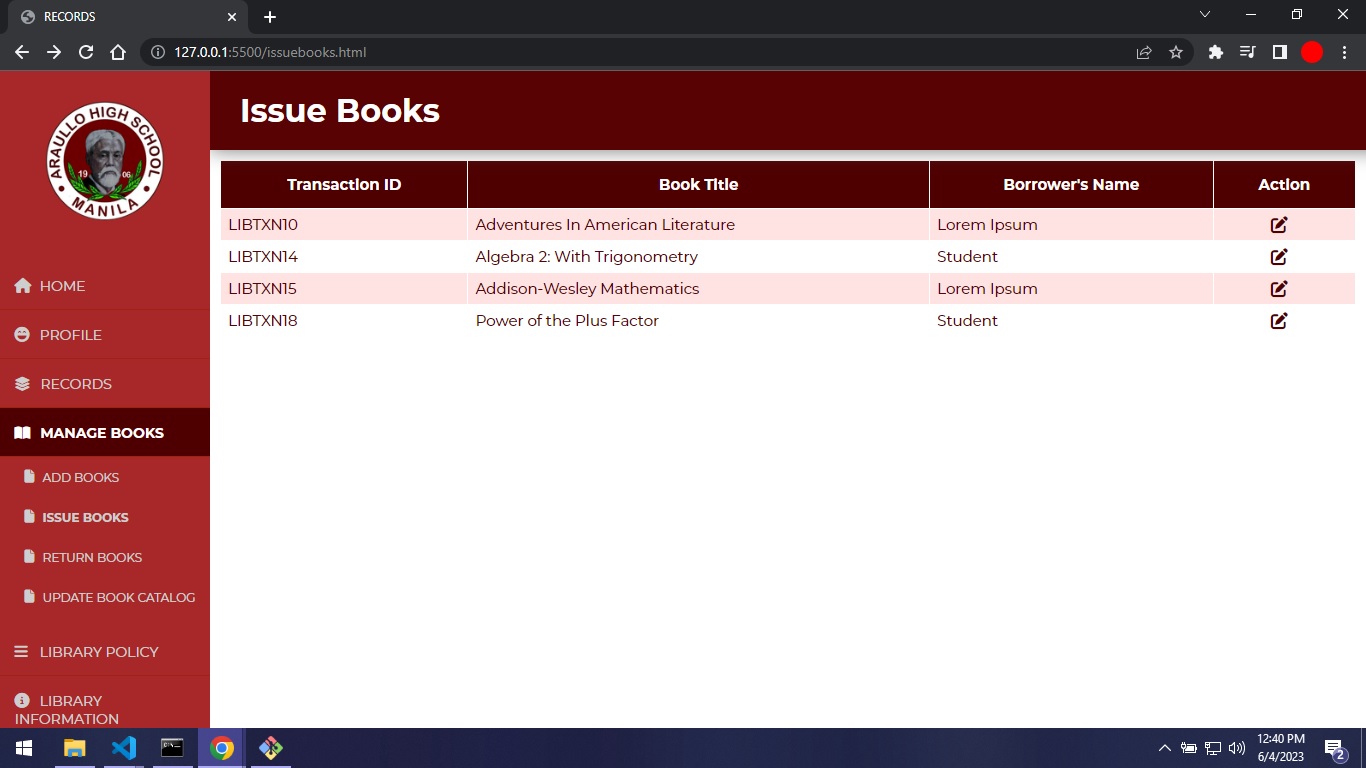 RECORDS
127.0.0.1:5500/issuebooks.html
ARAULLO HIGH SCHOOL
19 06
MANILA
Issue Books
Transaction ID Book Title Borrower's Name Action
LIBTXN10 Adventures In American Literature Lorem Ipsum
LIBTXN14 Algebra 2: With Trigonometry Student
LIBTXN15 Addison-Wesley Mathematics Lorem Ipsum
LIBTXN18 Power of the Plus Factor Student
HOME
PROFILE
RECORDS
MANAGE BOOKS
ADD BOOKS
ISSUE BOOKS
RETURN BOOKS
UPDATE BOOK CATALOG
LIBRARY POLICY
LIBRARY
INFORMATION
12:40 PM
6/4/2023
2